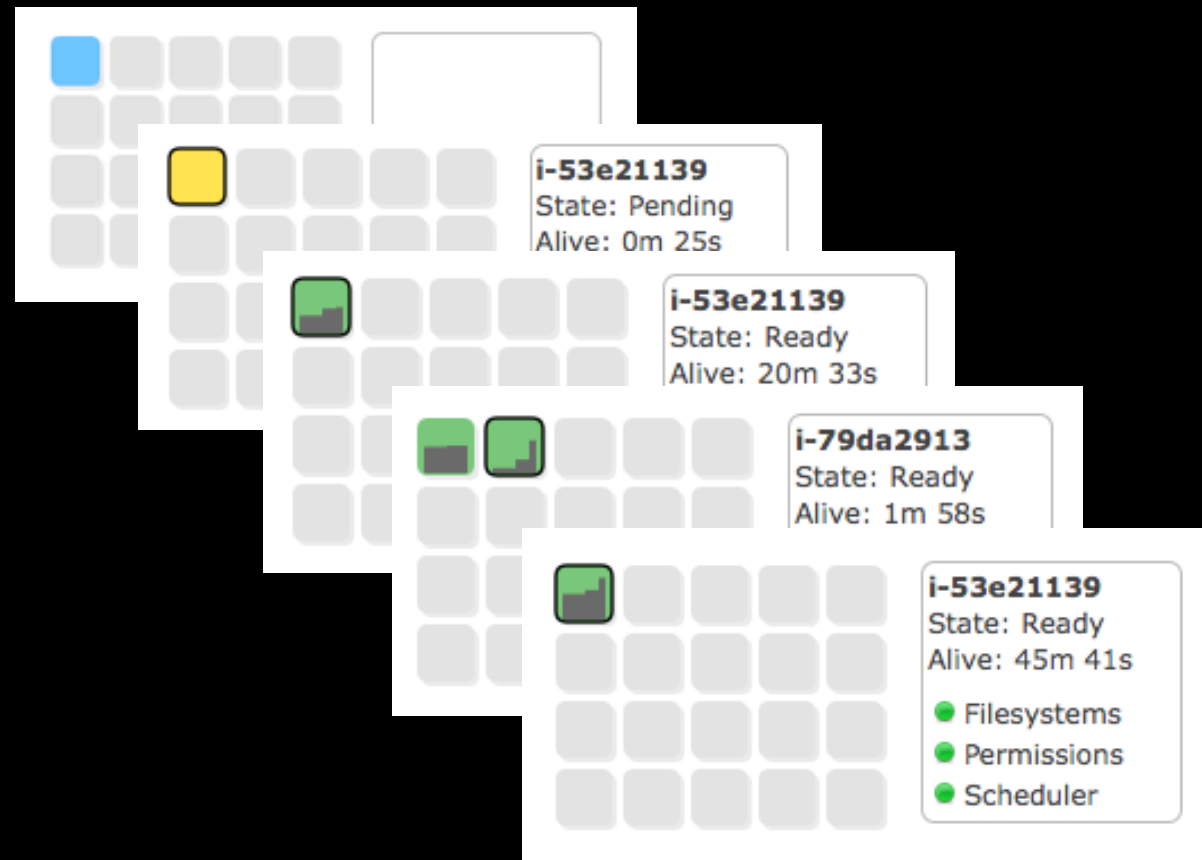 i-53e21139
State: Pending
Alive: 0m 25s
i-53e21139
State: Ready
Alive: 20m 33s
i-79da2913
State: Ready
Alive: 1m 58s
i-53e21139
State: Ready
Alive: 45m 41s
Filesystems
Permissions
Scheduler